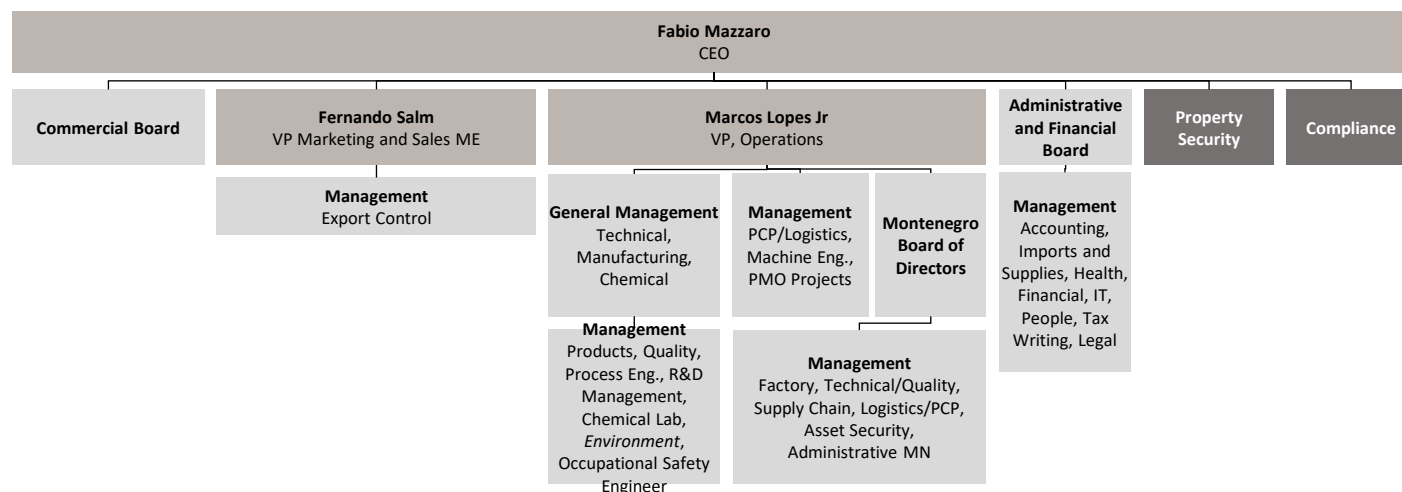 Fabio Mazzaro
CEO
Commercial Board
Fernando Salm
VP Marketing and Sales ME
Marcos Lopes Jr
VP, Operations
Administrative
and Financial
Board
Property
Security
Compliance
Management
Export Control
General Management
Technical,
Manufacturing,
Chemical
Management
PCP/Logistics,
Machine Eng.,
PMO Projects
Montenegro
Board of
Directors
Management
Accounting,
Imports and
Supplies, Health,
Financial, IT,
People, Tax
Writing, Legal
Management
Products, Quality,
Process Eng., R&D
Management,
Chemical Lab,
Environment,
Occupational Safety
Engineer
Management
Factory, Technical/Quality,
Supply Chain, Logistics/PCP,
Asset Security,
Administrative MN